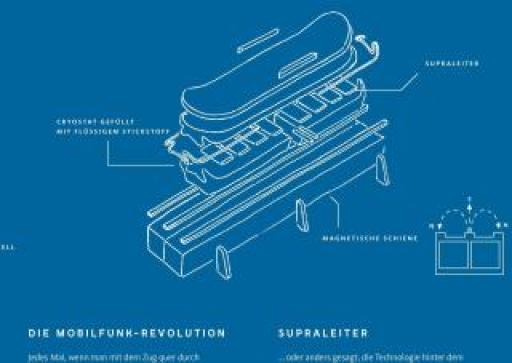 SUPRALEITER
CRYOSTAT GEFÜLLT
MIT FLÜSSIGEM STICKSTOFF
MAGNETISCHE SCHIENE
N
S
N
ELL
DIE MOBILFUNK-REVOLUTION
Jedes Mal, wenn man mit dem Zug quer durch
SUPRALEITER
... oder anders gesagt, die Technologie hinter dem